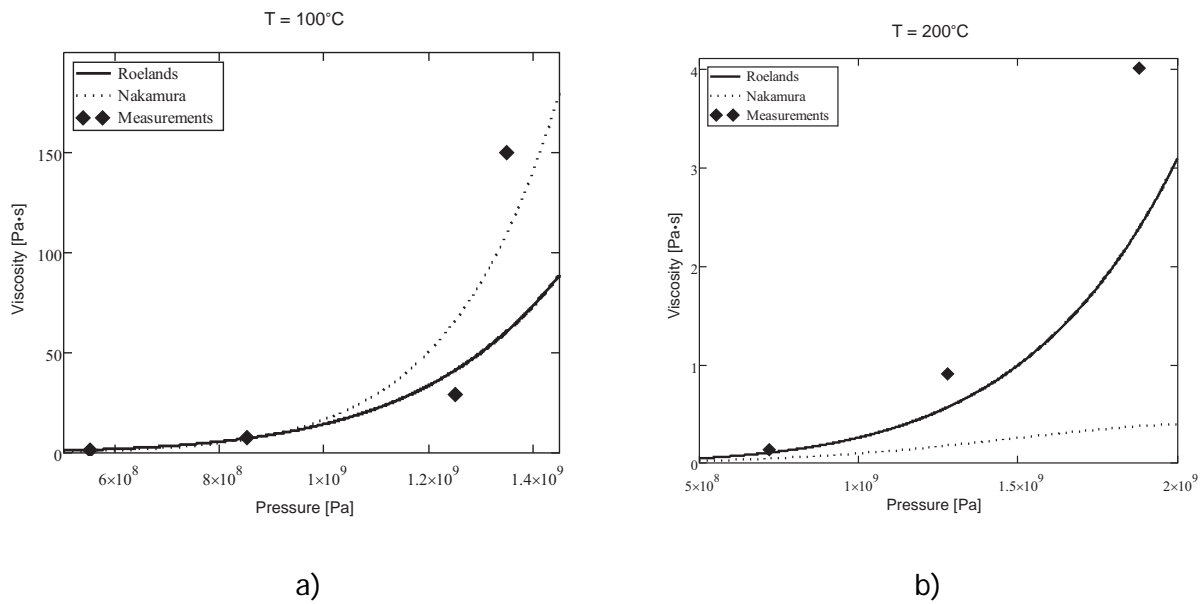 T = 100°C
Roelands
Nakamura
Measurements
150
100
50
0
Viscosity [Pa•s]
6×10⁸
8×10⁸
1×10⁹
1.2×10⁹
1.4×10⁹
Pressure [Pa]
a)
T = 200°C
Roelands
Nakamura
Measurements
4
3
2
1
0
Viscosity [Pa•s]
5×10⁸
1×10⁹
1.5×10⁹
2×10⁹
Pressure [Pa]
b)